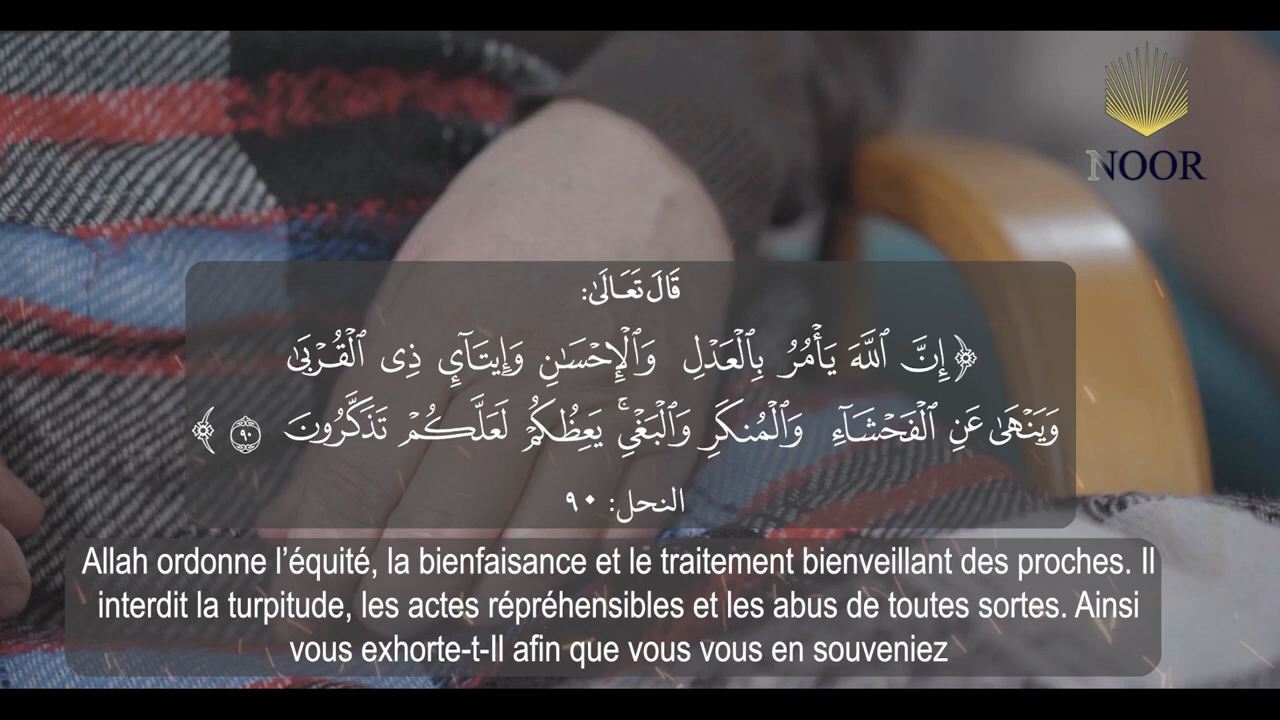 NOOR
قَالَ تَعَالَىٰ:
﴿إِنَّ ٱللَّهَ يَأۡمُرُ بِٱلۡعَدۡلِ وَٱلۡإِحۡسَٰنِ وَإِيتَآيِٕ ذِي ٱلۡقُرۡبَىٰ
وَيَنۡهَىٰ عَنِ ٱلۡفَحۡشَآءِ وَٱلۡمُنكَرِ وَٱلۡبَغۡيِۚ يَعِظُكُمۡ لَعَلَّكُمۡ تَذَكَّرُونَ ٩٠﴾
النحل: ٩٠
Allah ordonne l’équité, la bienfaisance et le traitement bienveillant des proches. Il
interdit la turpitude, les actes répréhensibles et les abus de toutes sortes. Ainsi
vous exhorte-t-Il afin que vous vous en souveniez